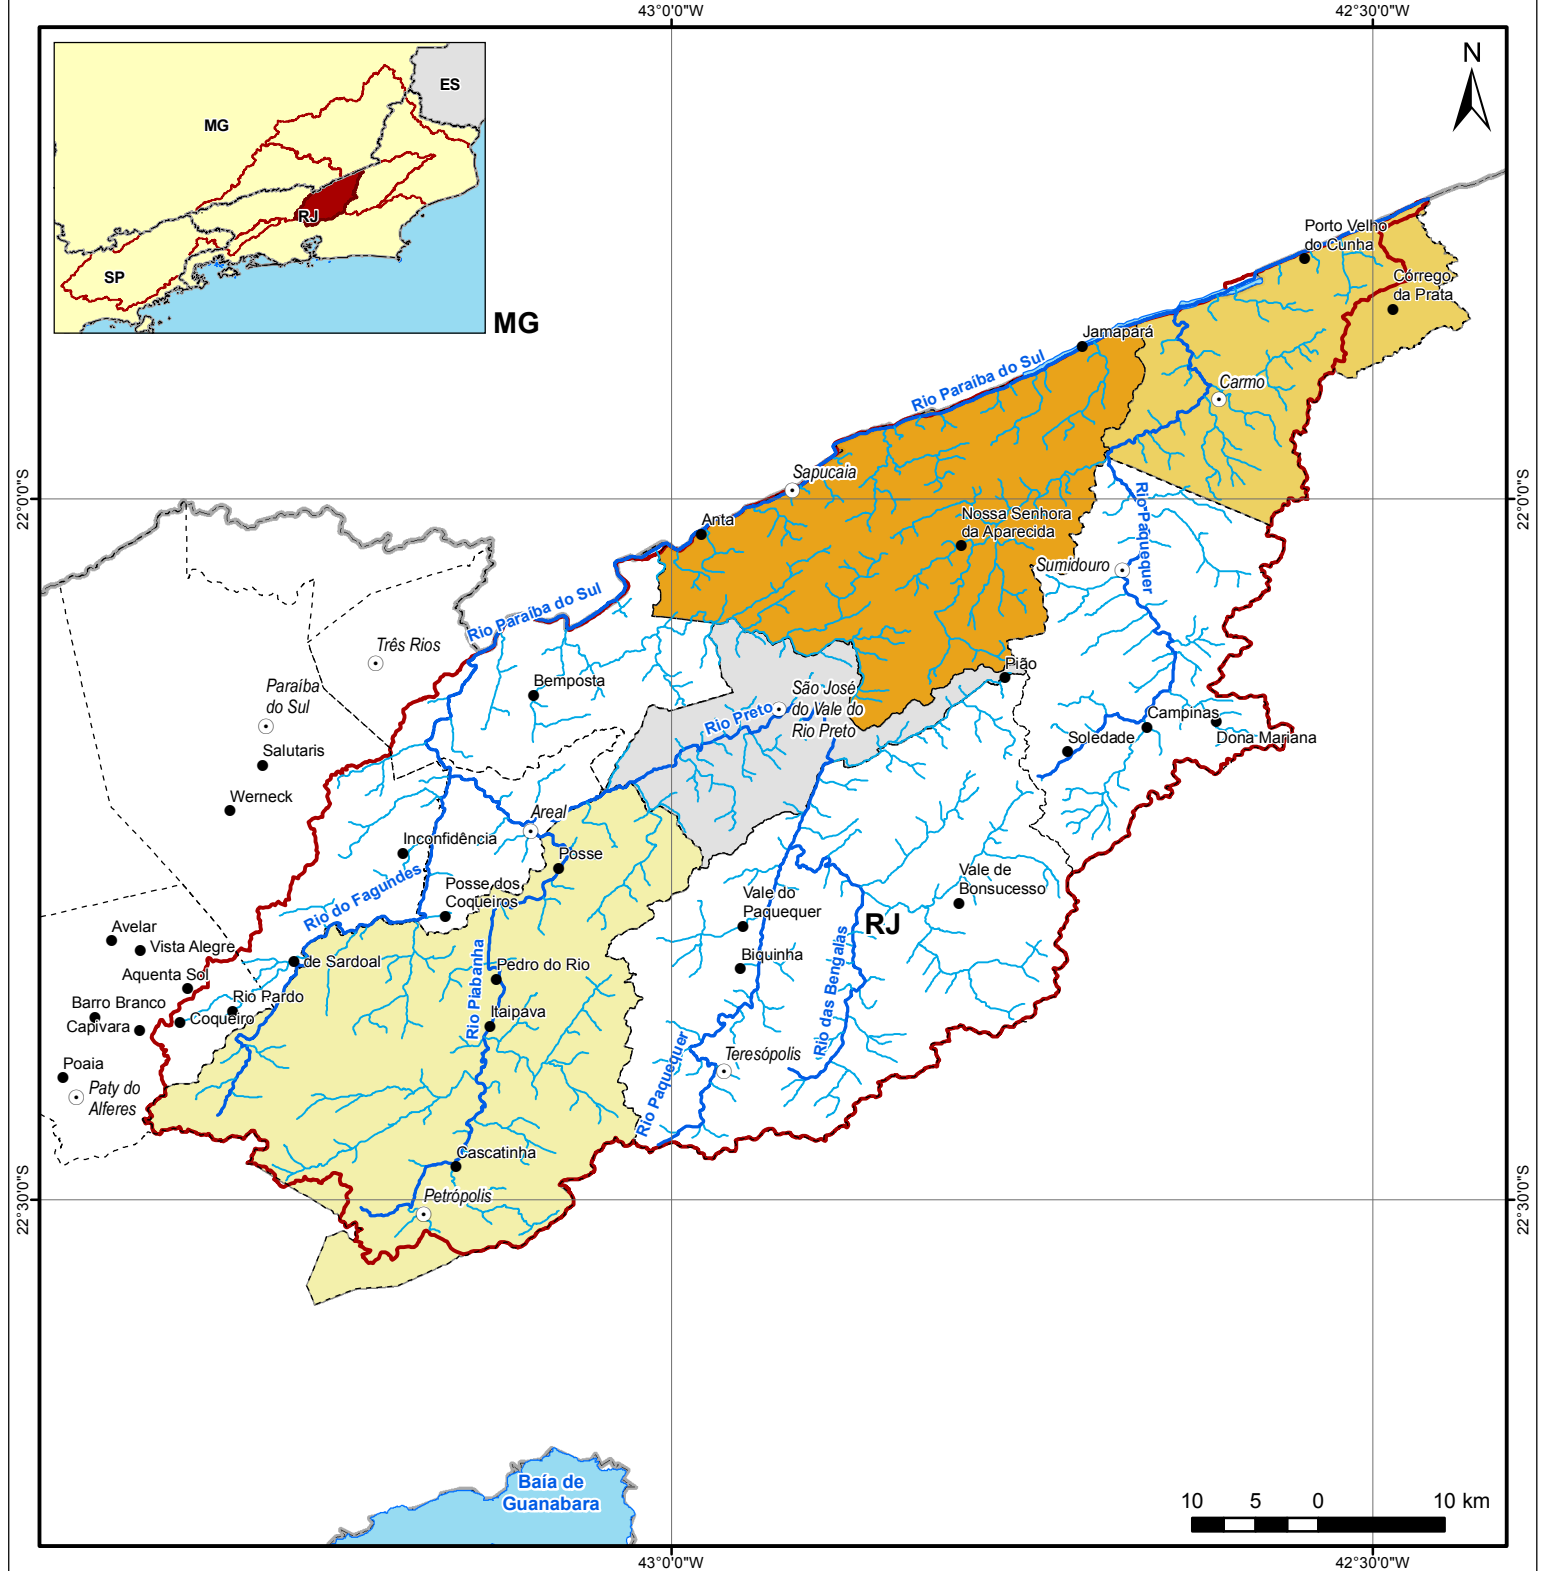 43°0'0"W
42°30'0"W
ES
MG
RJ
SP
MG
N
Porto Velho
do Cunha
Córrego
da Prata
Jamapará
Rio Paraíba do Sul
Carmo
Sapucaia
22°0'0"S
22°0'0"S
Anta
Nossa Senhora
da Aparecida
Rio Paquequer
Sumidouro
Rio Paraíba do Sul
Três Rios
Pião
Paraíba
do Sul
Bemposta
São José
do Vale do
Rio Preto
Rio Preto
Salutaris
Campinas
Soledade
Dona Mariana
Werneck
Areal
Inconfidência
Posse
Posse dos
Coqueiros
Rio do Fagundes
Vale do
Paquequer
Vale de
Bonsucesso
RJ
Avelar
Vista Alegre
Biquinha
Rio das Bengalas
Aquenta Sol
de Sardoal
Pedro do Rio
Rio Piabanha
Barro Branco
Rio Pardo
Capivara
Coqueiro
Itaipava
Poaia
Paty do
Alferes
Teresópolis
Rio Paquequer
Cascatinha
Petrópolis
22°30'0"S
22°30'0"S
Baía de
Guanabara
10 5 0 10 km
43°0'0"W
42°30'0"W